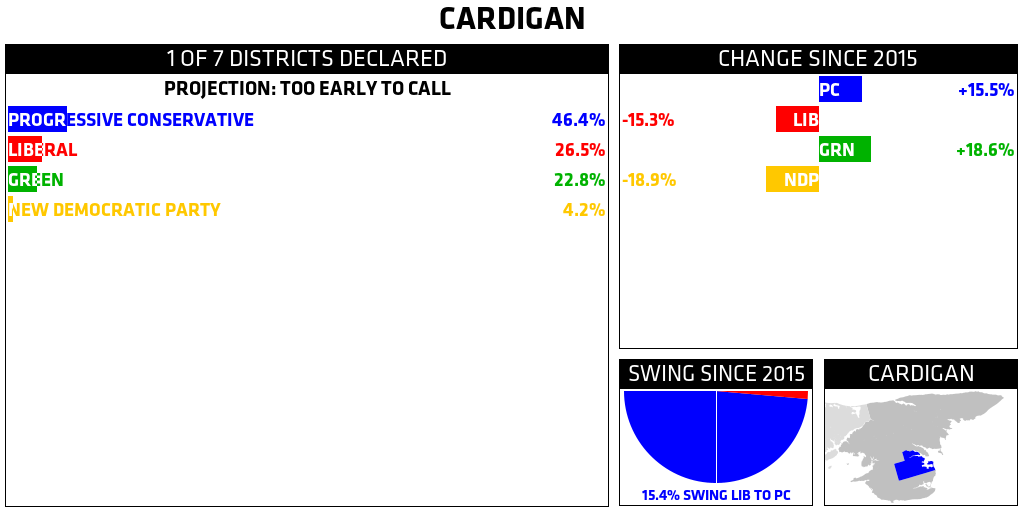 CARDIGAN
1 OF 7 DISTRICTS DECLARED
PROJECTION: TOO EARLY TO CALL
PROGRESSIVE CONSERVATIVE 46.4%
LIBERAL 26.5%
GREEN 22.8%
NEW DEMOCRATIC PARTY 4.2%
CHANGE SINCE 2015
PC +15.5%
-15.3% LIB
GRN +18.6%
-18.9% NDP
SWING SINCE 2015
15.4% SWING LIB TO PC
CARDIGAN